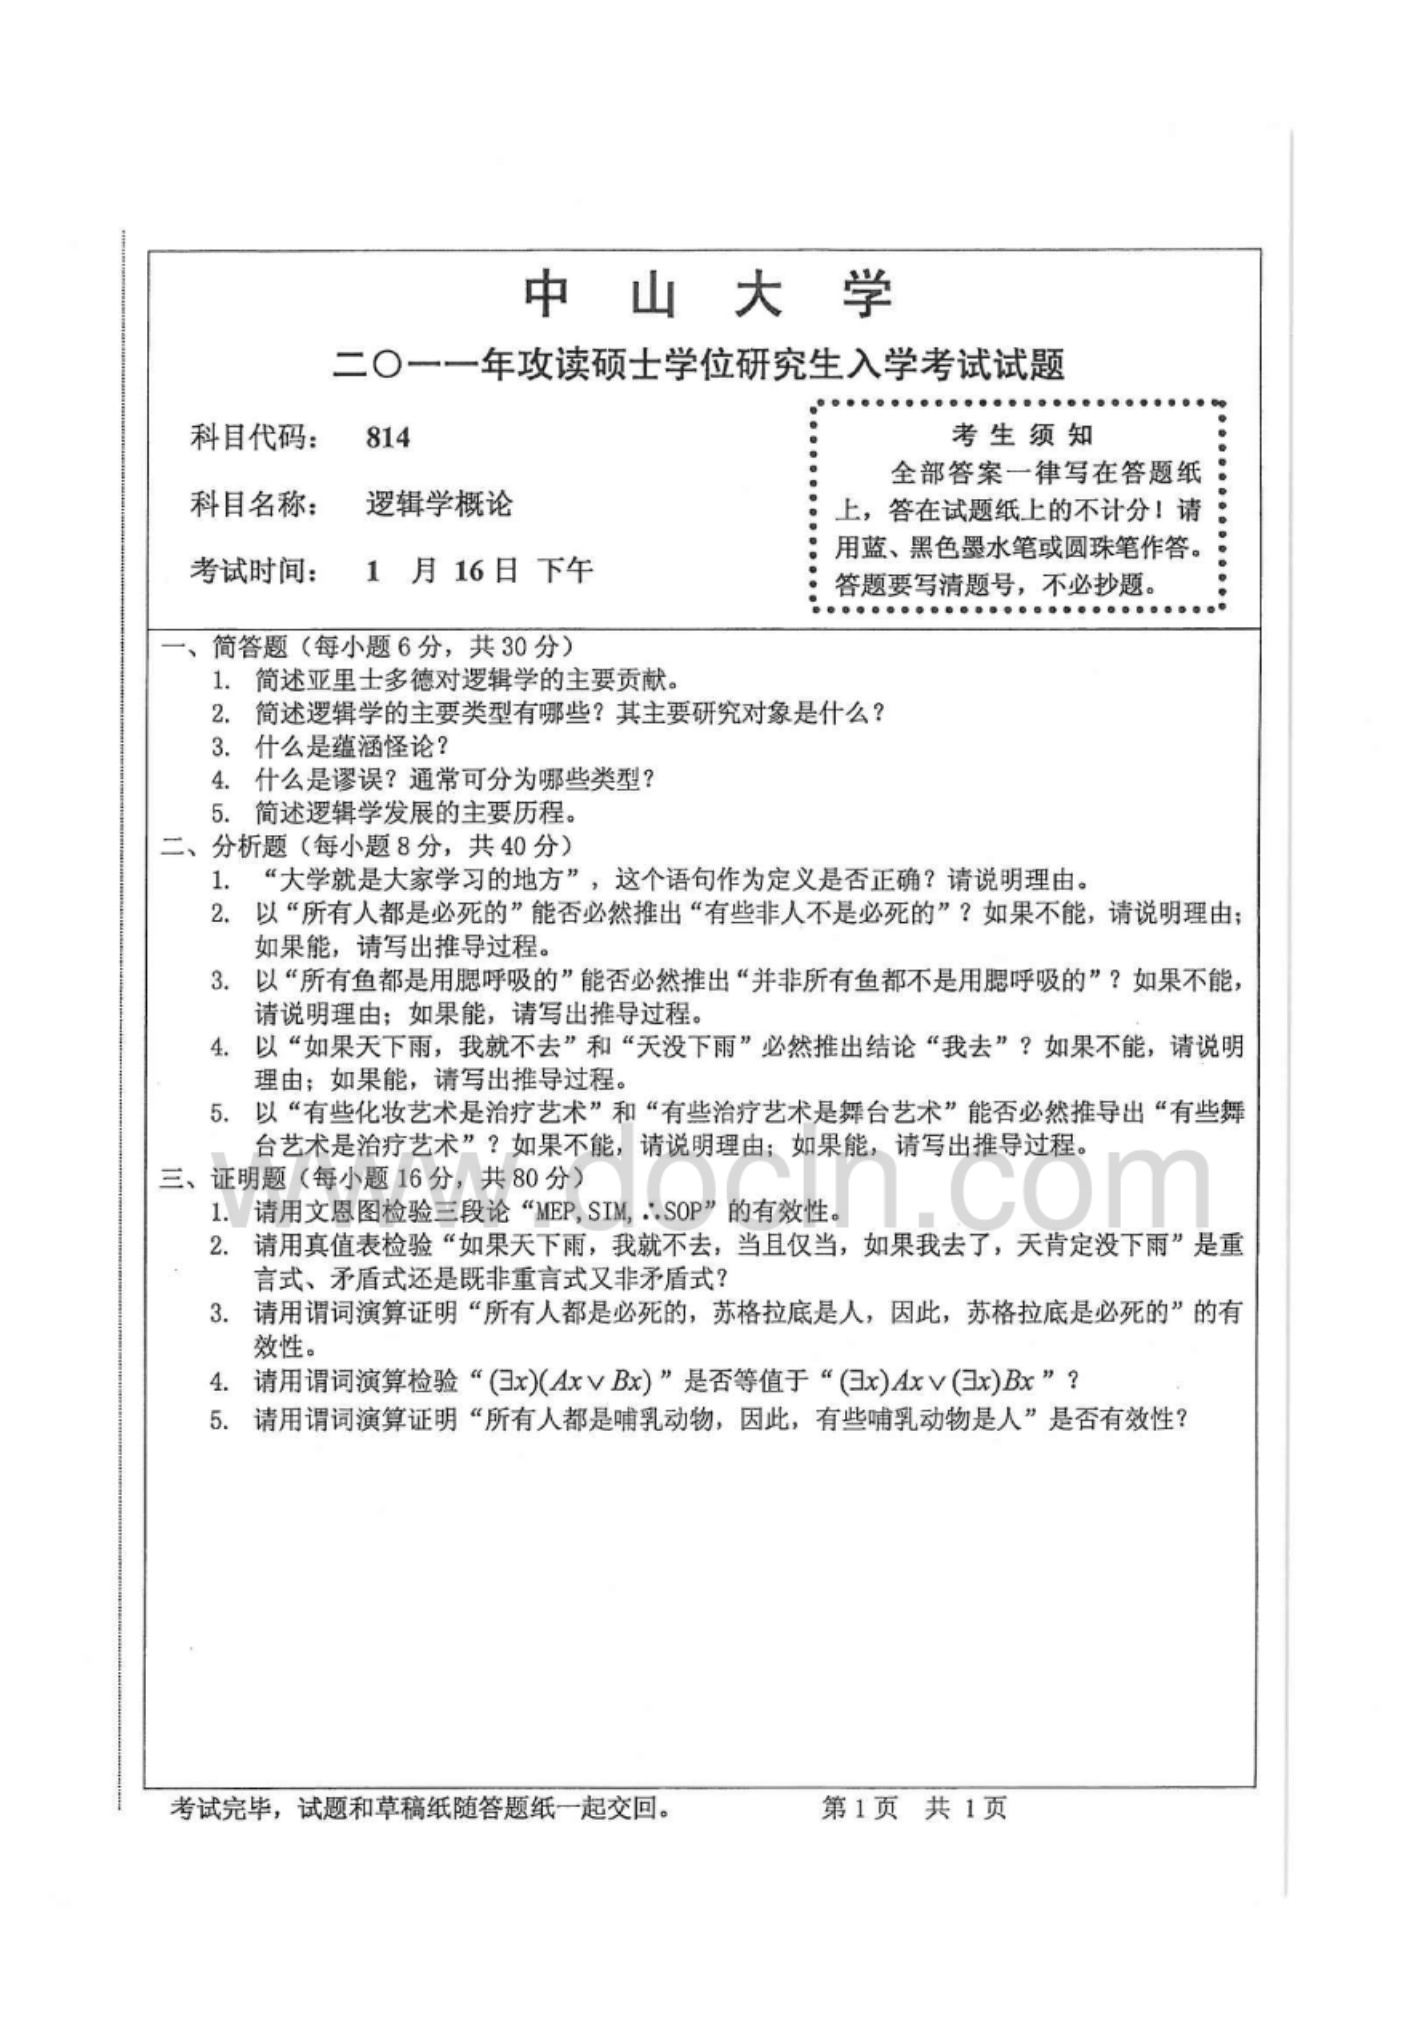 中 山 大 学
二〇一一年攻读硕士学位研究生入学考试试题
科目代码： 814
科目名称： 逻辑学概论
考试时间： 1 月 16 日 下午
考 生 须 知
全部答案一律写在答题纸
上，答在试题纸上的不计分！请
用蓝、黑色墨水笔或圆珠笔作答。
答题要写清题号，不必抄题。
一、简答题（每小题 6 分，共 30 分）
1. 简述亚里士多德对逻辑学的主要贡献。
2. 简述逻辑学的主要类型有哪些？其主要研究对象是什么？
3. 什么是蕴涵怪论？
4. 什么是谬误？通常可分为哪些类型？
5. 简述逻辑学发展的主要历程。
二、分析题（每小题 8 分，共 40 分）
1. “大学就是大家学习的地方”，这个语句作为定义是否正确？请说明理由。
2. 以“所有人都是必死的”能否必然推出“有些非人不是必死的”？如果不能，请说明理由；
如果能，请写出推导过程。
3. 以“所有鱼都是用腮呼吸的”能否必然推出“并非所有鱼都不是用腮呼吸的”？如果不能，
请说明理由；如果能，请写出推导过程。
4. 以“如果天下雨，我就不去”和“天没下雨”必然推出结论“我去”？如果不能，请说明
理由；如果能，请写出推导过程。
5. 以“有些化妆艺术是治疗艺术”和“有些治疗艺术是舞台艺术”能否必然推导出“有些舞
台艺术是治疗艺术”？如果不能，请说明理由；如果能，请写出推导过程。
三、证明题（每小题 16 分，共 80 分）
1. 请用文恩图检验三段论“MEP,SIM,∴SOP”的有效性。
2. 请用真值表检验“如果天下雨，我就不去，当且仅当，如果我去了，天肯定没下雨”是重
言式、矛盾式还是既非重言式又非矛盾式？
3. 请用谓词演算证明“所有人都是必死的，苏格拉底是人，因此，苏格拉底是必死的”的有
效性。
4. 请用谓词演算检验“(∃x)(Ax∨Bx)”是否等值于“(∃x)Ax∨(∃x)Bx”？
5. 请用谓词演算证明“所有人都是哺乳动物，因此，有些哺乳动物是人”是否有效性？
www.docin.com
考试完毕，试题和草稿纸随答题纸一起交回。 第 1 页 共 1 页